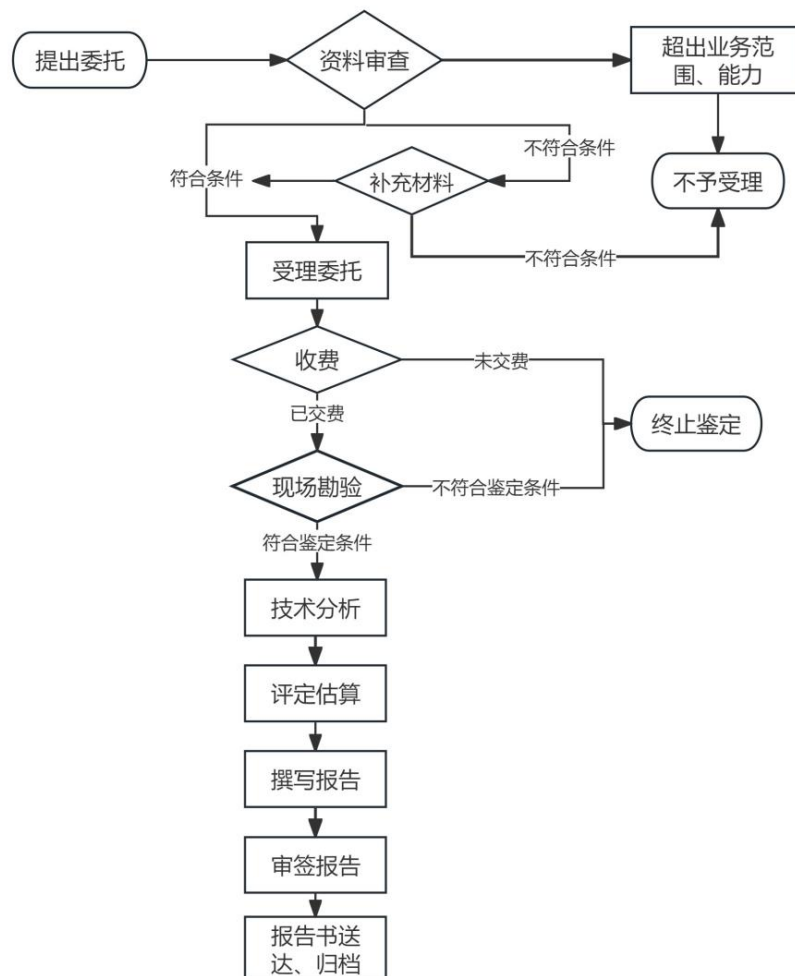 提出委托
资料审查
超出业务范
围、能力
不符合条件
符合条件
补充材料
不予受理
不符合条件
受理委托
收费
未交费
已交费
终止鉴定
现场勘验
不符合鉴定条件
符合鉴定条件
技术分析
评定估算
撰写报告
审签报告
报告书送
达、归档